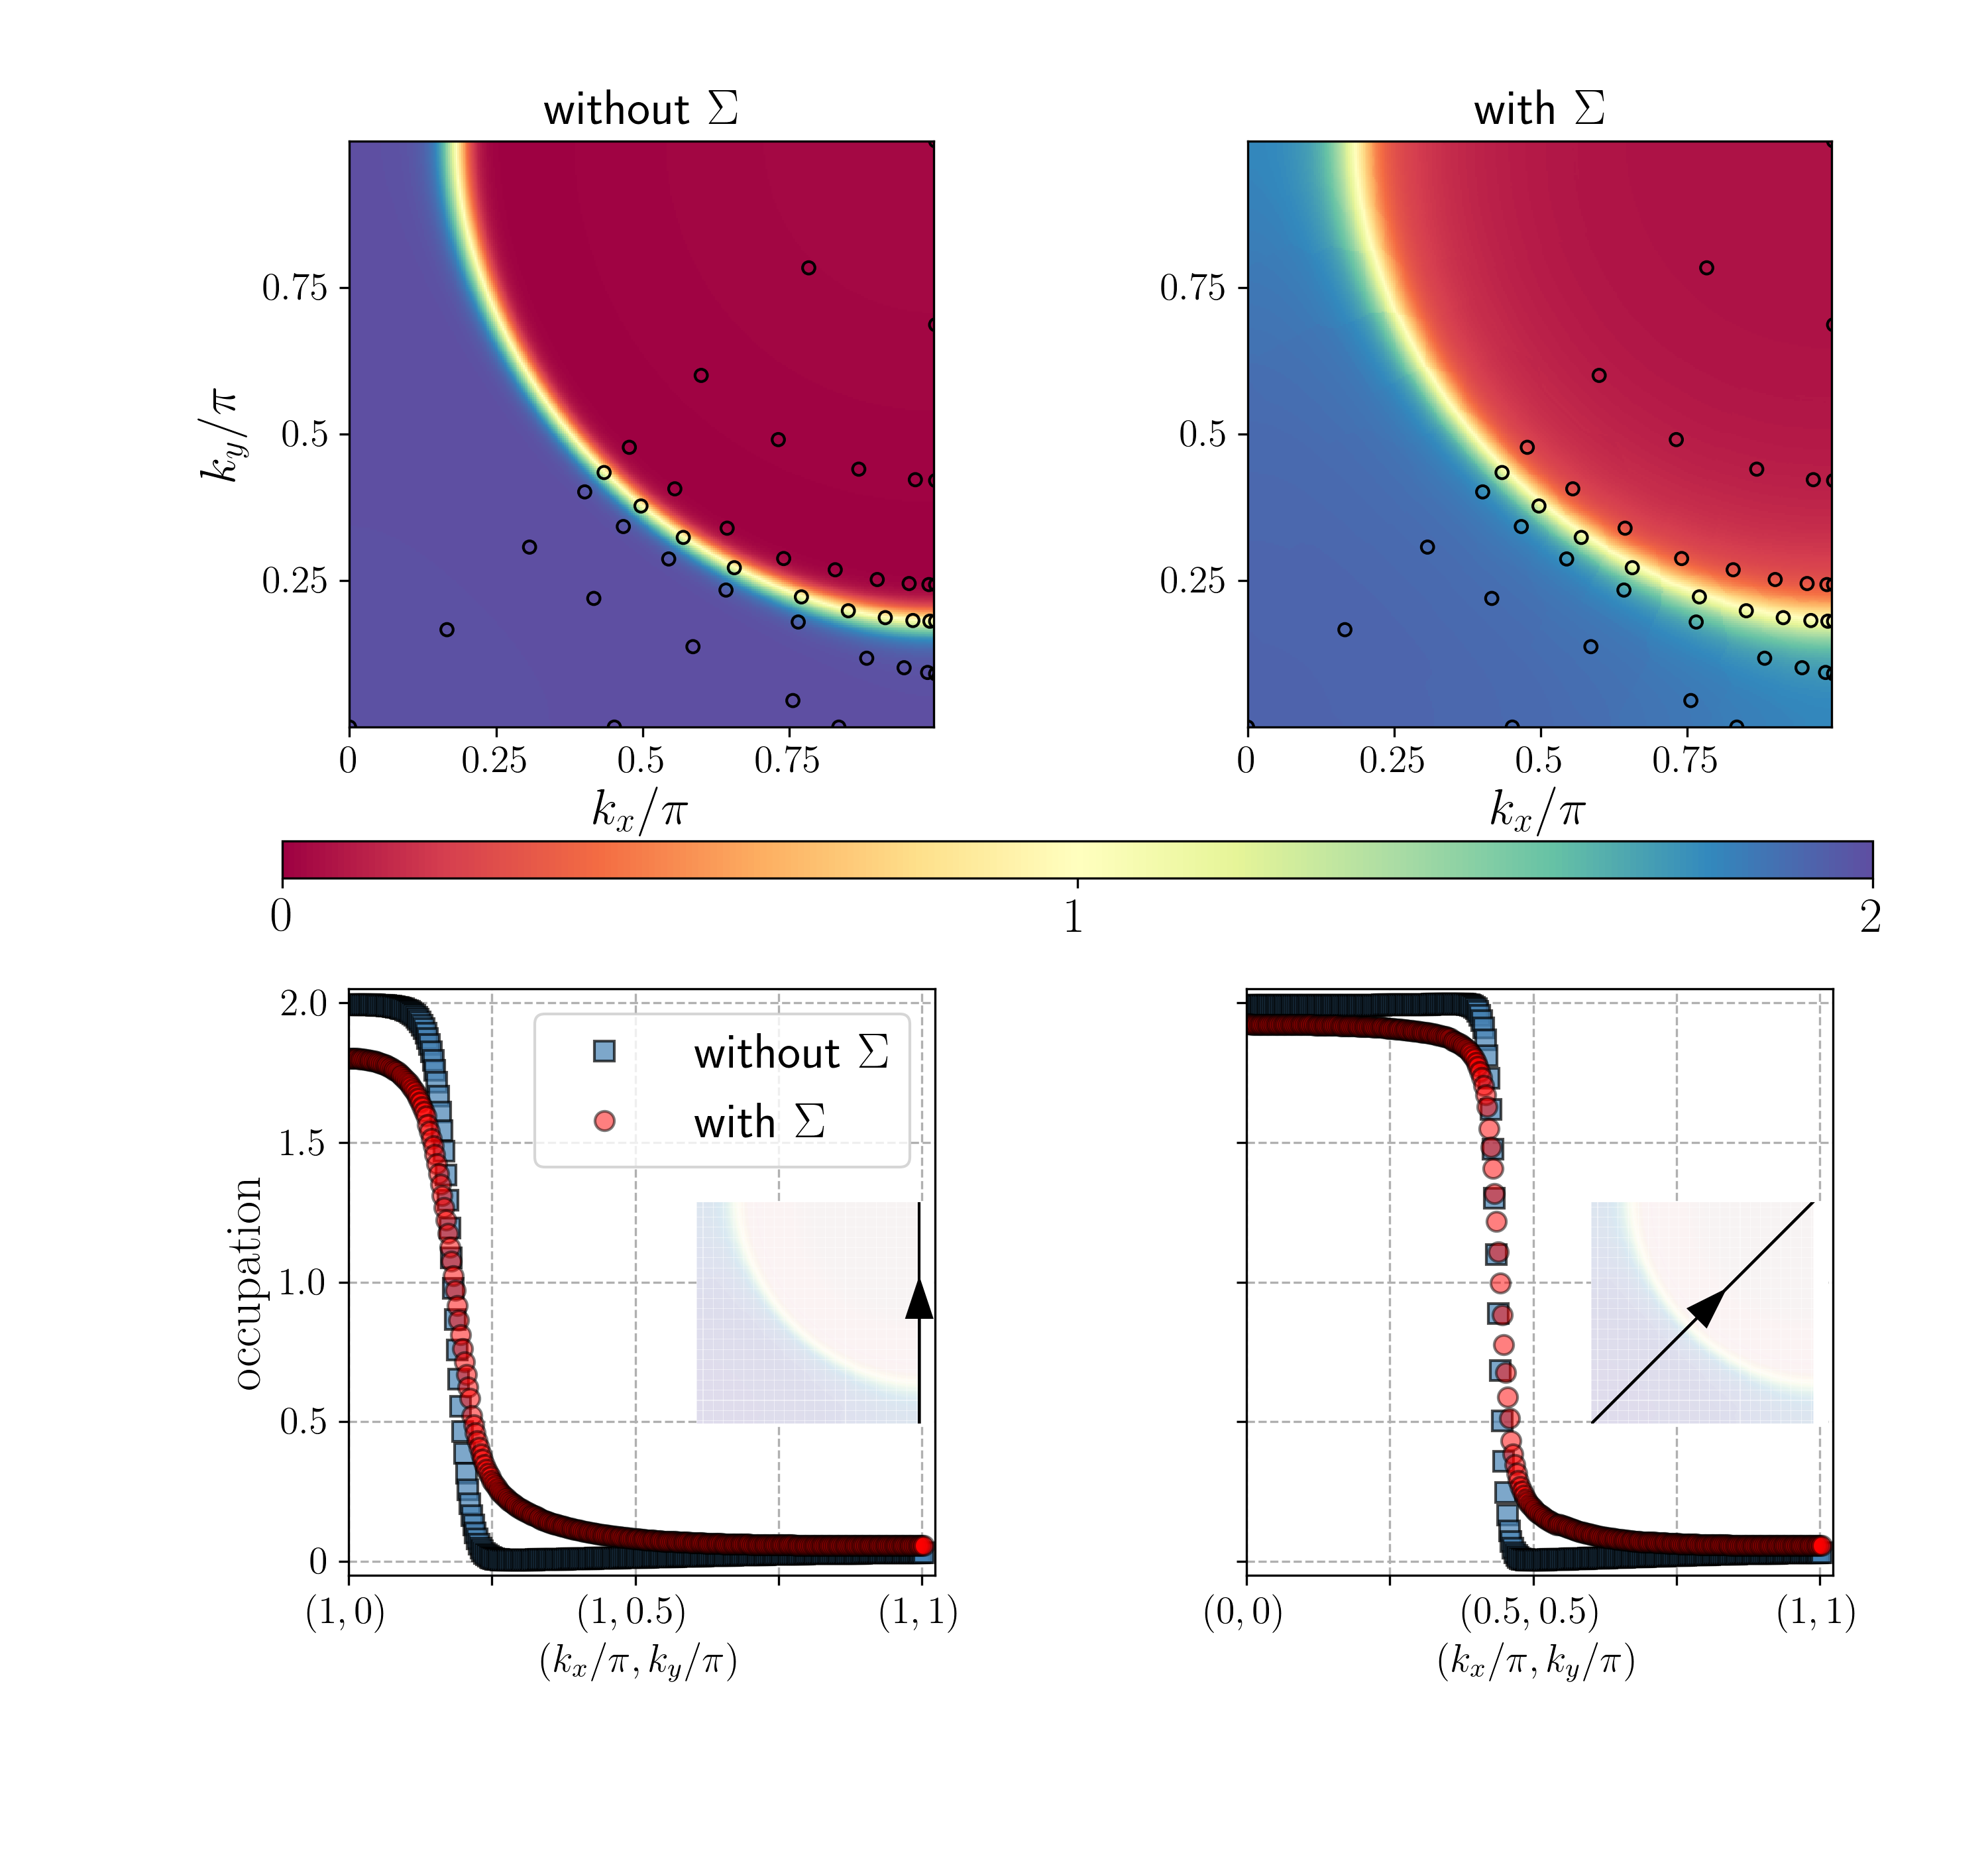 without Σ
with Σ
k_y/π
0.75
0.5
0.25
0.75
0.5
0.25
0
0.25
0.5
0.75
0
0.25
0.5
0.75
k_x/π
k_x/π
0
1
2
occupation
2.0
1.5
1.0
0.5
0
without Σ
with Σ
(1, 0)
(1, 0.5)
(1, 1)
(k_x/π, k_y/π)
(0, 0)
(0.5, 0.5)
(1, 1)
(k_x/π, k_y/π)